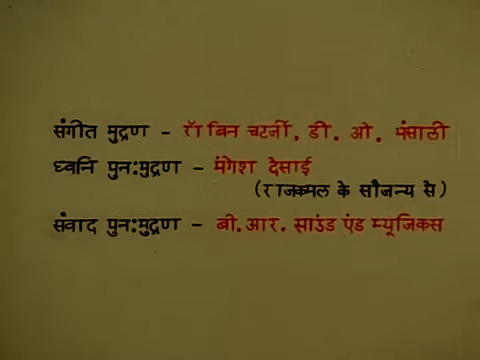 संगीत मुद्रण - रॉबिन चटर्जी, डी. ओ. भंसाली
ध्वनि पुन:मुद्रण - मंगेश देसाई
(राजकमल के सौजन्य से)
संवाद पुन:मुद्रण - बी.आर. साउंड एंड म्यूजिकस